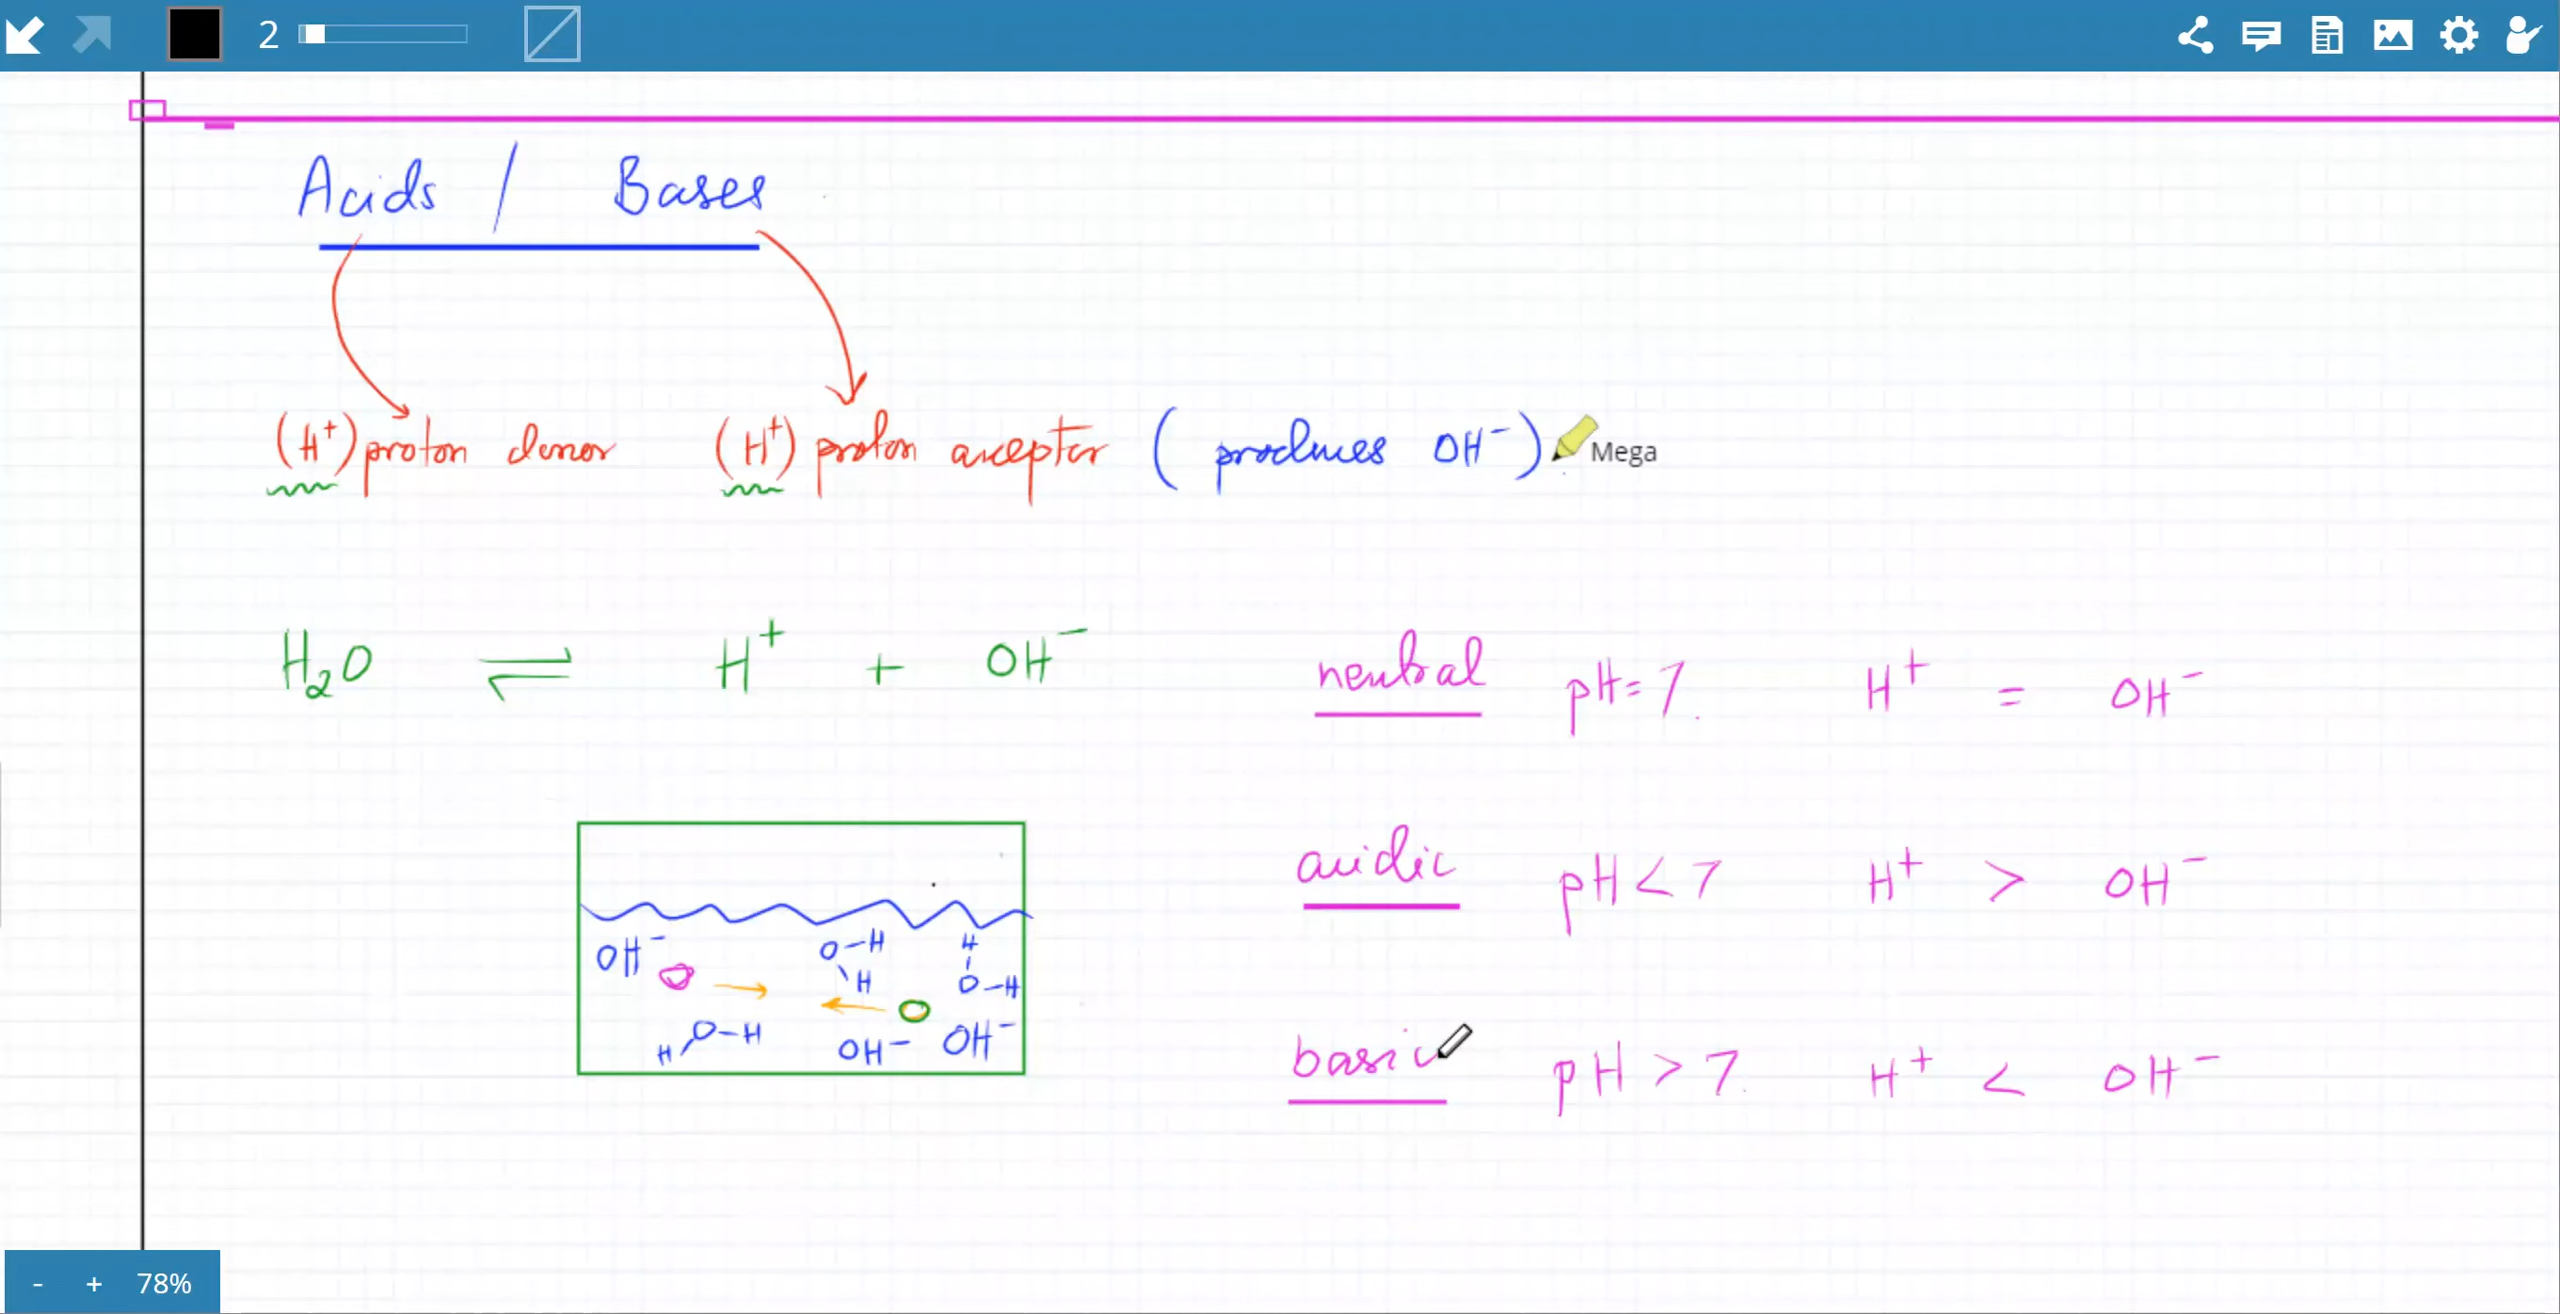 2
Acids / Bases
(H⁺) proton donor (H⁺) proton acceptor ( produces OH⁻) Mega
H₂O ⇌ H⁺ + OH⁻
neutral pH = 7. H⁺ = OH⁻
acidic pH < 7 H⁺ > OH⁻
basic pH > 7 H⁺ < OH⁻
OH⁻ O–H H H O–H
H O–H OH⁻ OH⁻
- + 78%